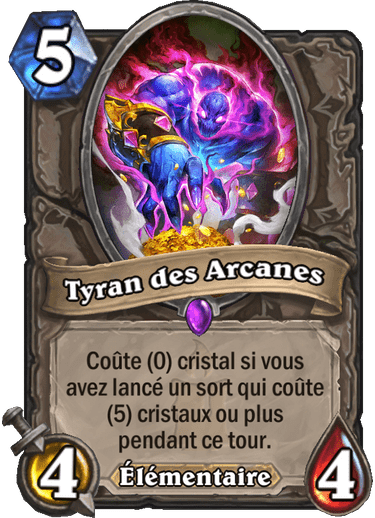 5
Tyran des Arcanes
Coûte (0) cristal si vous
avez lancé un sort qui coûte
(5) cristaux ou plus
pendant ce tour.
4 Élémentaire 4